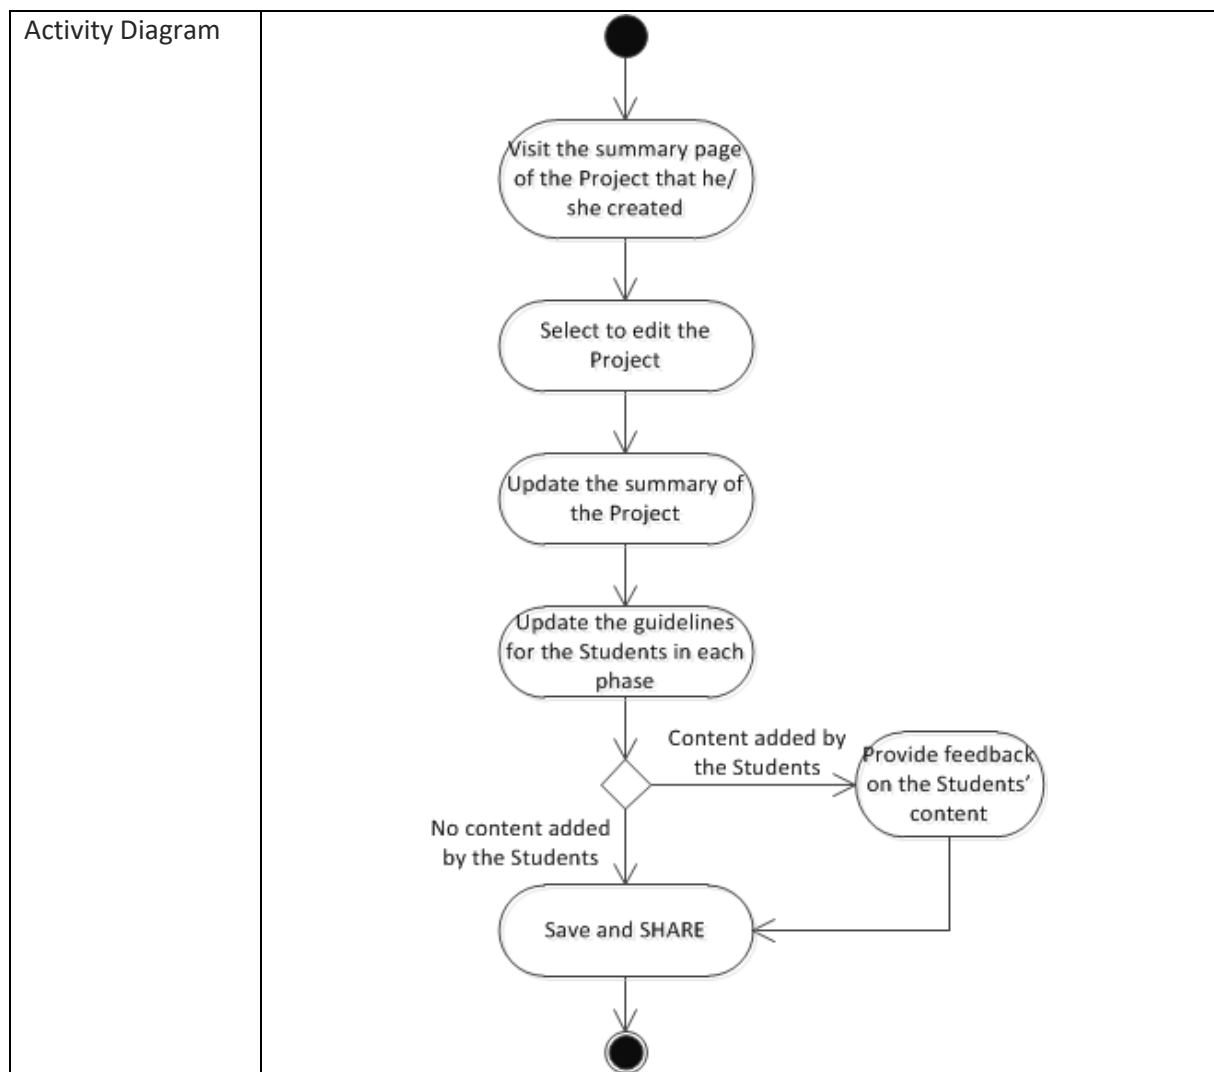 Activity Diagram
Visit the summary page
of the Project that he/
she created
Select to edit the
Project
Update the summary of
the Project
Update the guidelines
for the Students in each
phase
Content added by
the Students
Provide feedback
on the Students’
content
No content added
by the Students
Save and SHARE